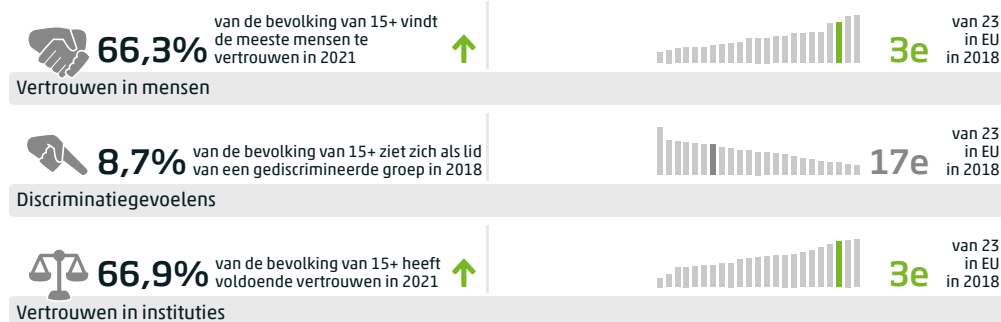 66,3%
van de bevolking van 15+ vindt
de meeste mensen te
vertrouwen in 2021
3e
van 23
in EU
in 2018
Vertrouwen in mensen
8,7%
van de bevolking van 15+ ziet zich als lid
van een gediscrimineerde groep in 2018
17e
van 23
in EU
in 2018
Discriminatiegevoelens
66,9%
van de bevolking van 15+ heeft
voldoende vertrouwen in 2021
3e
van 23
in EU
in 2018
Vertrouwen in instituties